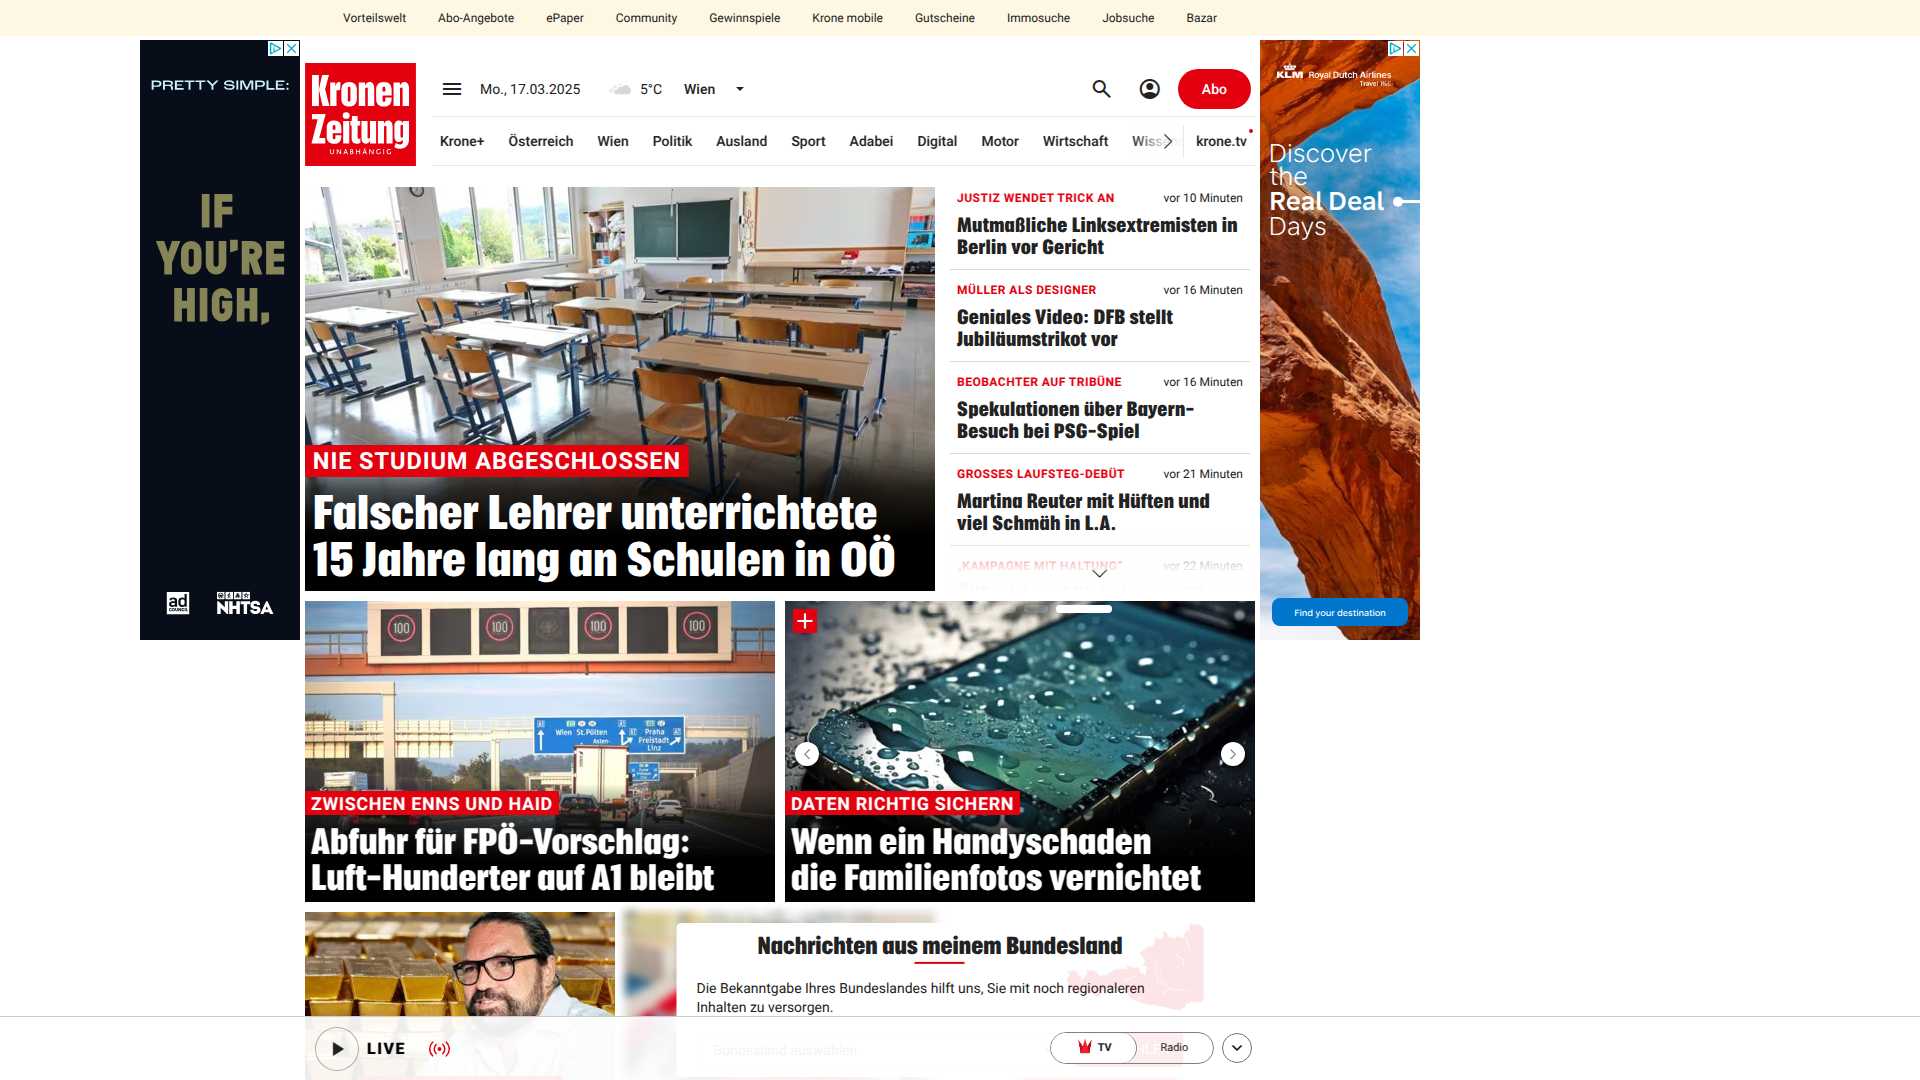 Vorteilswelt Abo-Angebote ePaper Community Gewinnspiele Krone mobile Gutscheine Immosuche Jobsuche Bazar
PRETTY SIMPLE:
IF
YOU'RE
HIGH,
ad
COUNCIL
NHTSA
Kronen
Zeitung
UNABHÄNGIG
Mo., 17.03.2025 5°C Wien
Abo
Krone+ Österreich Wien Politik Ausland Sport Adabei Digital Motor Wirtschaft krone.tv
NIE STUDIUM ABGESCHLOSSEN
Falscher Lehrer unterrichtete
15 Jahre lang an Schulen in OÖ
JUSTIZ WENDET TRICK AN vor 10 Minuten
Mutmaßliche Linksextremisten in
Berlin vor Gericht
MÜLLER ALS DESIGNER vor 16 Minuten
Geniales Video: DFB stellt
Jubiläumstrikot vor
BEOBACHTER AUF TRIBÜNE vor 16 Minuten
Spekulationen über Bayern-
Besuch bei PSG-Spiel
GROSSES LAUFSTEG-DEBÜT vor 21 Minuten
Martina Reuter mit Hüften und
viel Schmäh in L.A.
„KAMPAGNE MIT HALTUNG“ vor 22 Minuten
KLM Royal Dutch Airlines
Discover
the
Real Deal
Days
Find your destination
100 100 100 100
Wien St.Pölten
Asten-
Praha
Freistadt
Linz
ZWISCHEN ENNS UND HAID
Abfuhr für FPÖ-Vorschlag:
Luft-Hunderter auf A1 bleibt
DATEN RICHTIG SICHERN
Wenn ein Handyschaden
die Familienfotos vernichtet
Nachrichten aus meinem Bundesland
Die Bekanntgabe Ihres Bundeslandes hilft uns, Sie mit noch regionaleren
Inhalten zu versorgen.
Bundesland auswählen
LIVE
TV Radio